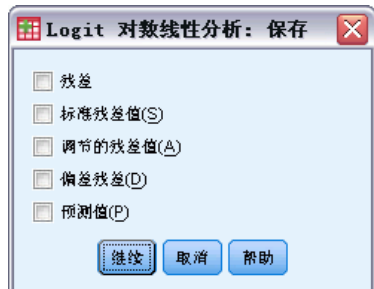 Logit 对数线性分析: 保存
残差
标准残差值(S)
调节的残差值(A)
偏差残差(D)
预测值(P)
继续 取消 帮助